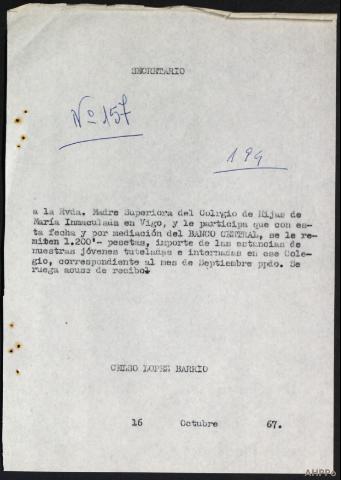 SECRETARIO
Nº 157
194
a la Rvda. Madre Superiora del Colegio de Hijas de
María Inmaculada en Vigo, y le participa que con es-
ta fecha y por mediación del BANCO CENTRAL, se le re-
miten 1.200'- pesetas, importe de las estancias de
nuestras jóvenes tuteladas e internadas en ese Cole-
gio, correspondiente al mes de Septiembre ppdo. Se
ruega acuse de recibo
CELSO LOPEZ BARRIO
16 Octubre 67.
AHPPO